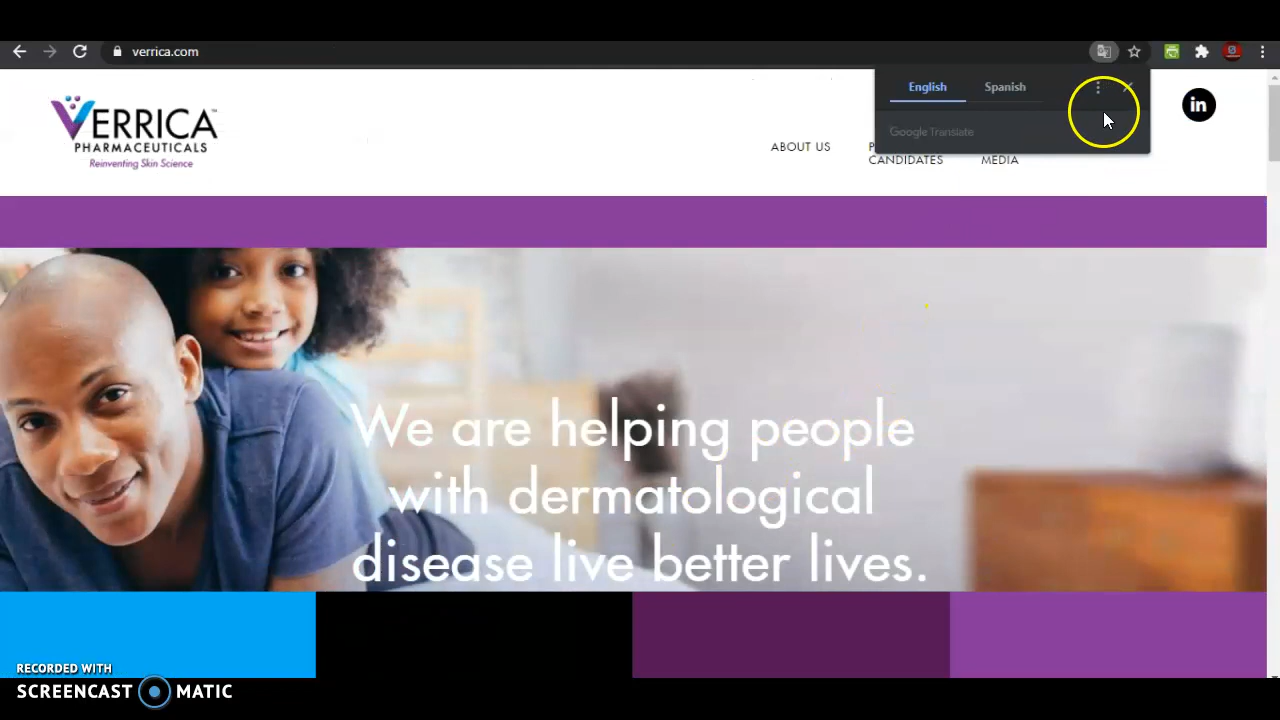 verrica.com
English Spanish
Google Translate
in
VERRICA™
PHARMACEUTICALS
Reinventing Skin Science
ABOUT US
CANDIDATES
MEDIA
We are helping people
with dermatological
disease live better lives.
RECORDED WITH
SCREENCAST MATIC